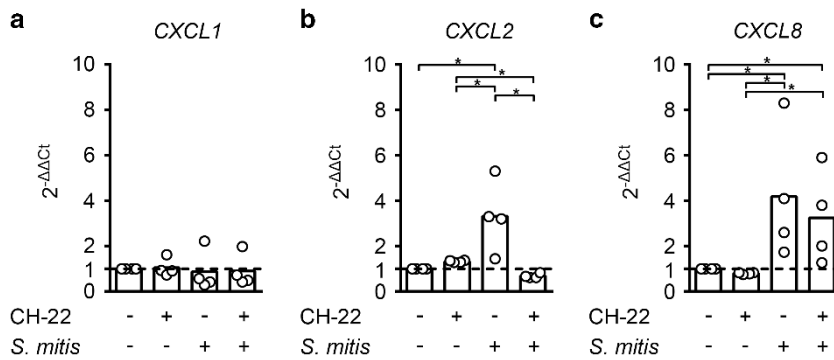 a CXCL1 b CXCL2 c CXCL8
* * * * * * * *
10 10 10
8 8 8
2-ΔΔCt 2-ΔΔCt 2-ΔΔCt
6 6 6
4 4 4
2 2 2
1 1 1
0 0 0
CH-22 - + - + CH-22 - + - + CH-22 - + - +
S. mitis - - + + S. mitis - - + + S. mitis - - + +